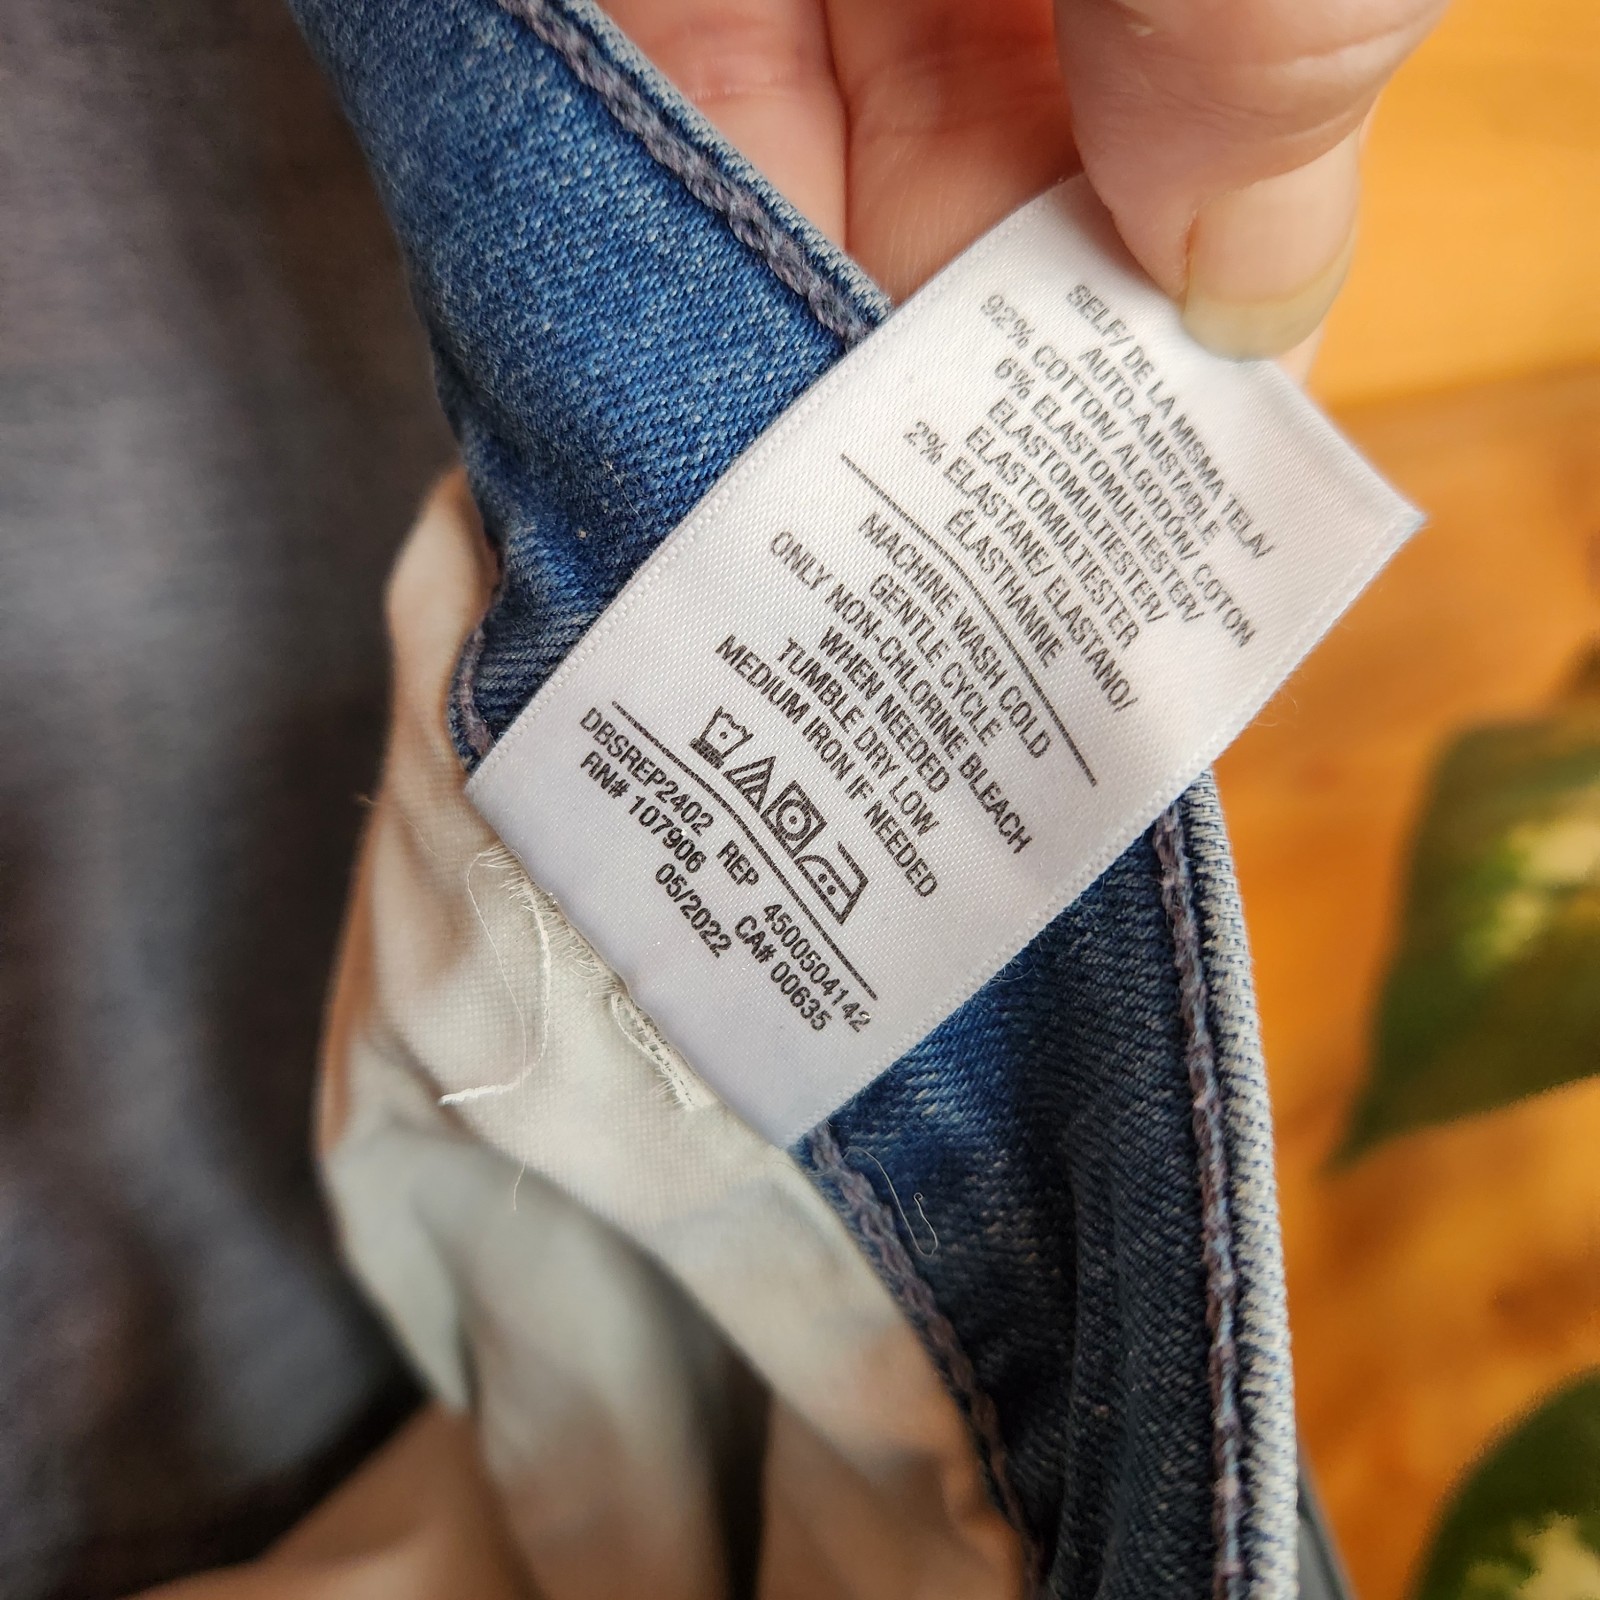 SELF/ DE LA MISMA TELA/
AUTO-AJUSTABLE
92% COTTON/ ALGODÓN/ COTON
6% ELASTOMULTIESTER/
ELASTOMULTIESTER/
ELASTOMULTIESTER
2% ELASTANE/ ELASTANO/
ÉLASTHANNE
MACHINE WASH COLD
GENTLE CYCLE
ONLY NON-CHLORINE BLEACH
WHEN NEEDED
TUMBLE DRY LOW
MEDIUM IRON IF NEEDED
DBSREP2402 REP 4500504142
RN# 107906 CA# 00635
05/2022